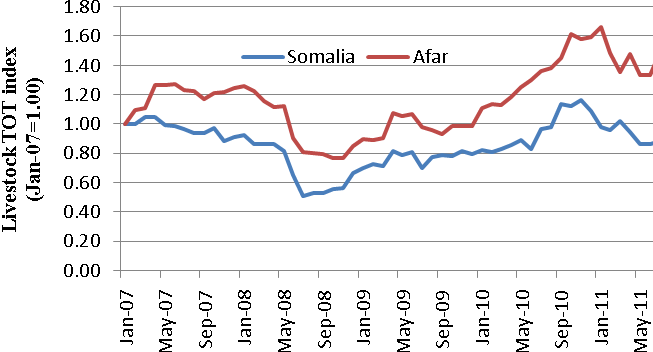 1.80
1.60
1.40
1.20
1.00
0.80
0.60
0.40
0.20
0.00
Livestock TOT index
(Jan-07=1.00)
Somalia
Afar
Jan-07
May-07
Sep-07
Jan-08
May-08
Sep-08
Jan-09
May-09
Sep-09
Jan-10
May-10
Sep-10
Jan-11
May-11